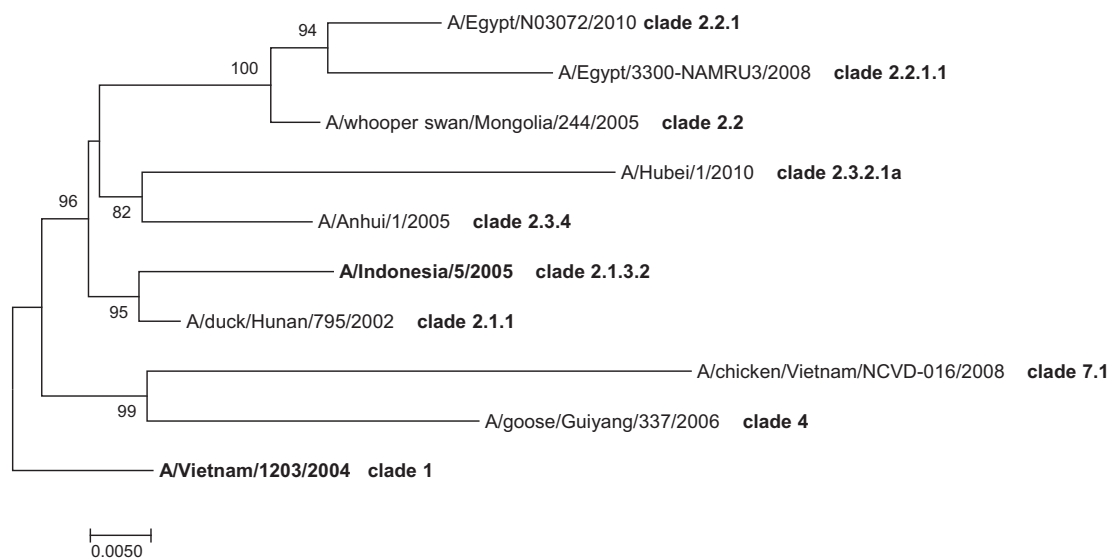 94
A/Egypt/N03072/2010 clade 2.2.1
100
A/Egypt/3300-NAMRU3/2008 clade 2.2.1.1
A/whooper swan/Mongolia/244/2005 clade 2.2
A/Hubei/1/2010 clade 2.3.2.1a
96
82
A/Anhui/1/2005 clade 2.3.4
A/Indonesia/5/2005 clade 2.1.3.2
95
A/duck/Hunan/795/2002 clade 2.1.1
A/chicken/Vietnam/NCVD-016/2008 clade 7.1
99
A/goose/Guiyang/337/2006 clade 4
A/Vietnam/1203/2004 clade 1
0.0050